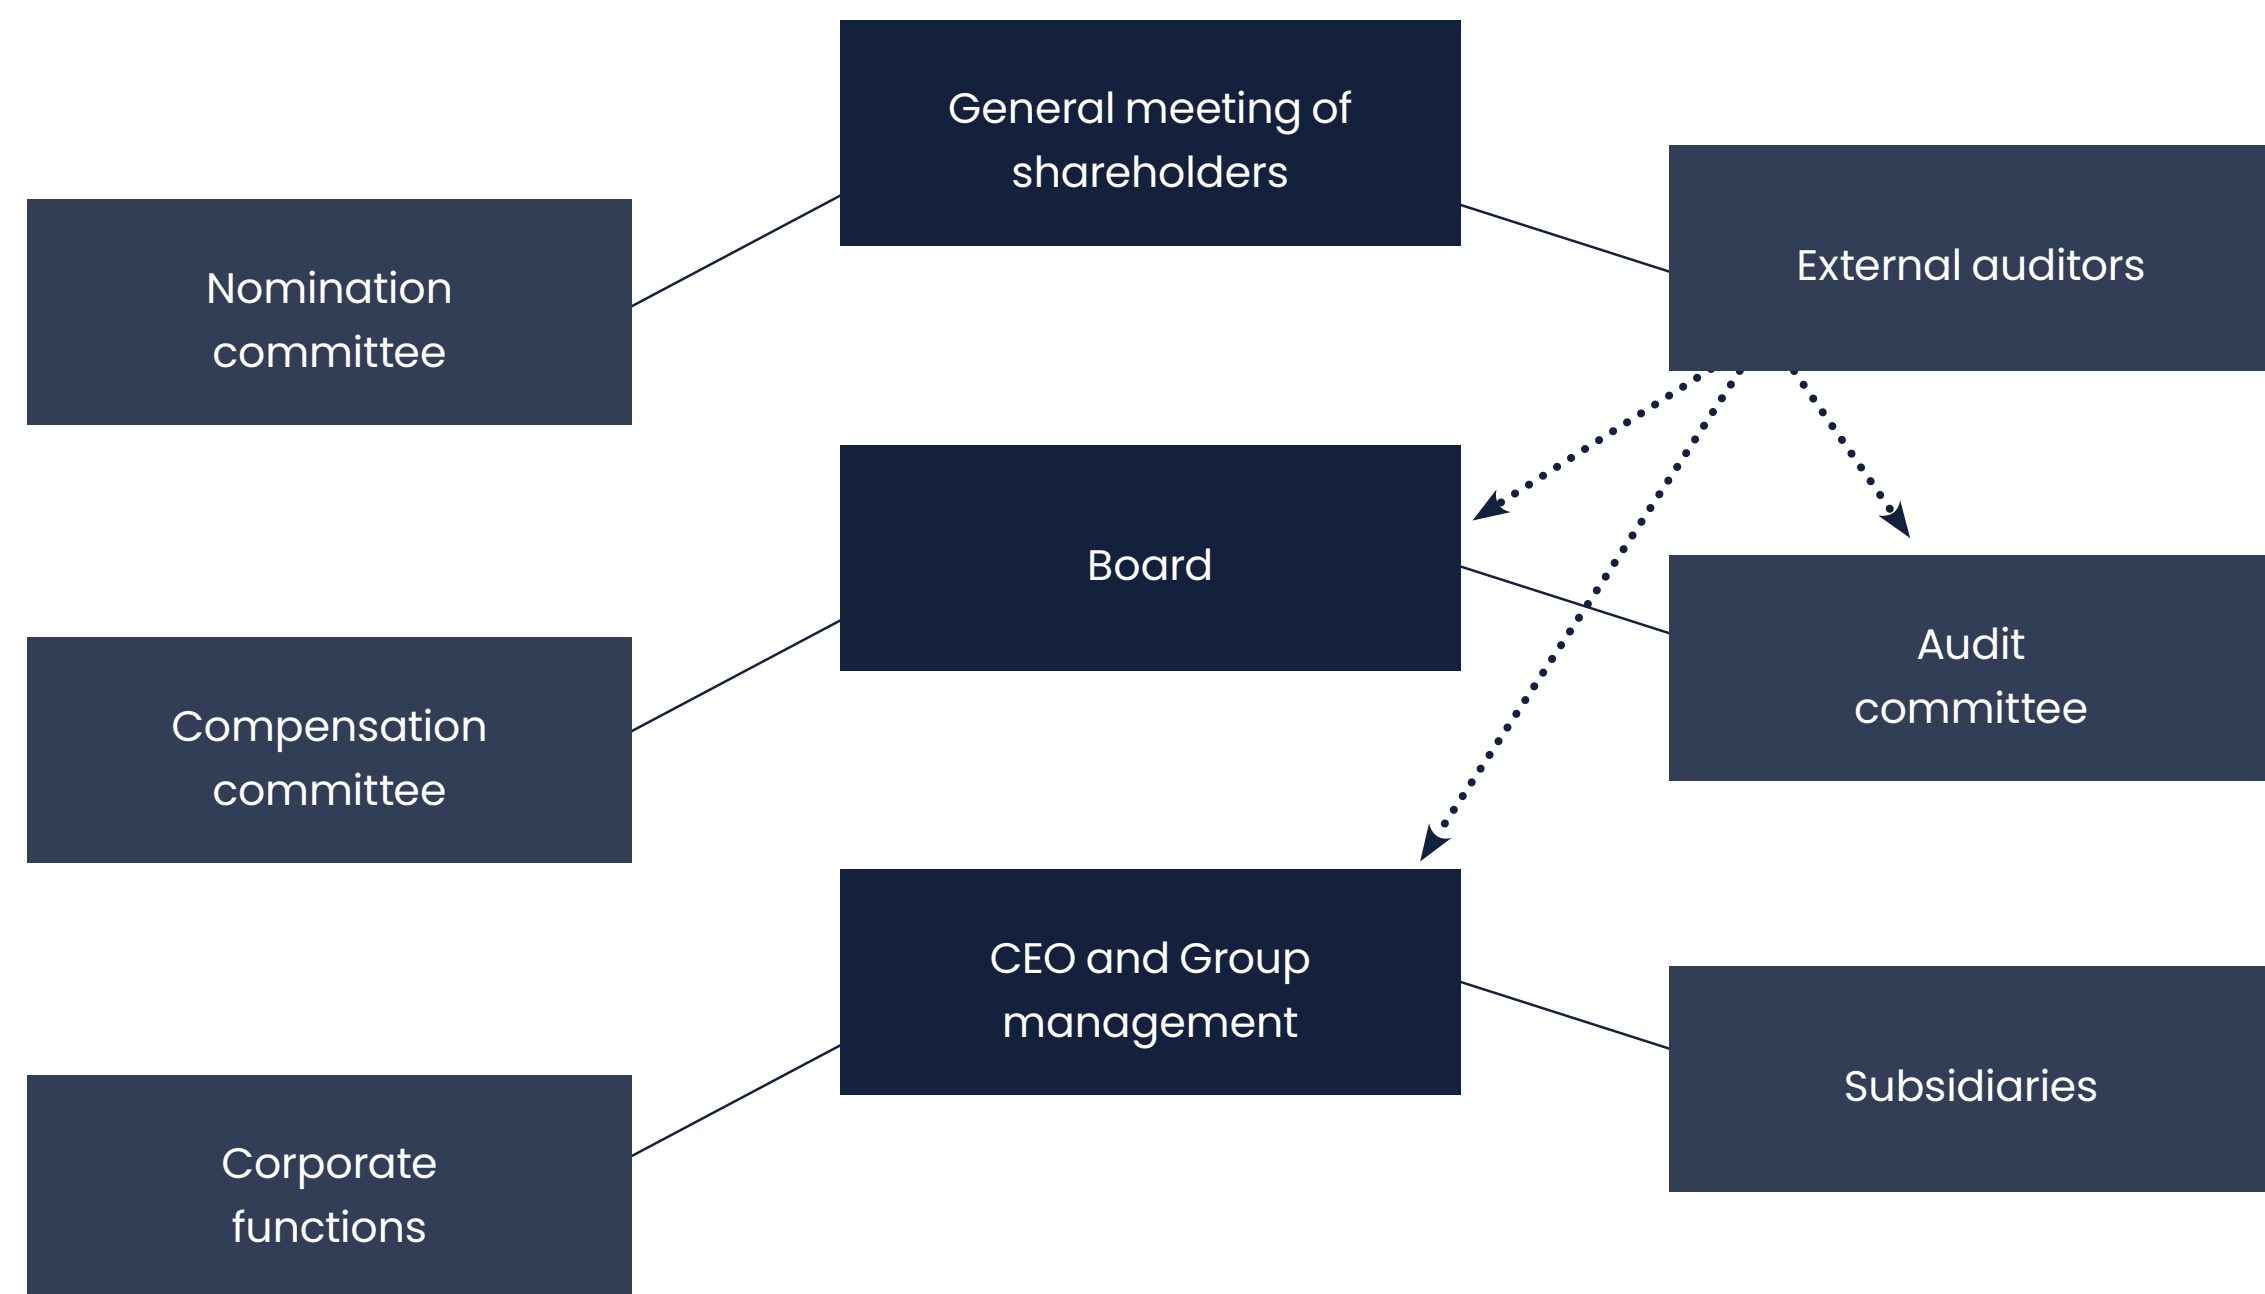 General meeting of
shareholders
External auditors
Nomination
committee
Board
Audit
committee
Compensation
committee
CEO and Group
management
Subsidiaries
Corporate
functions